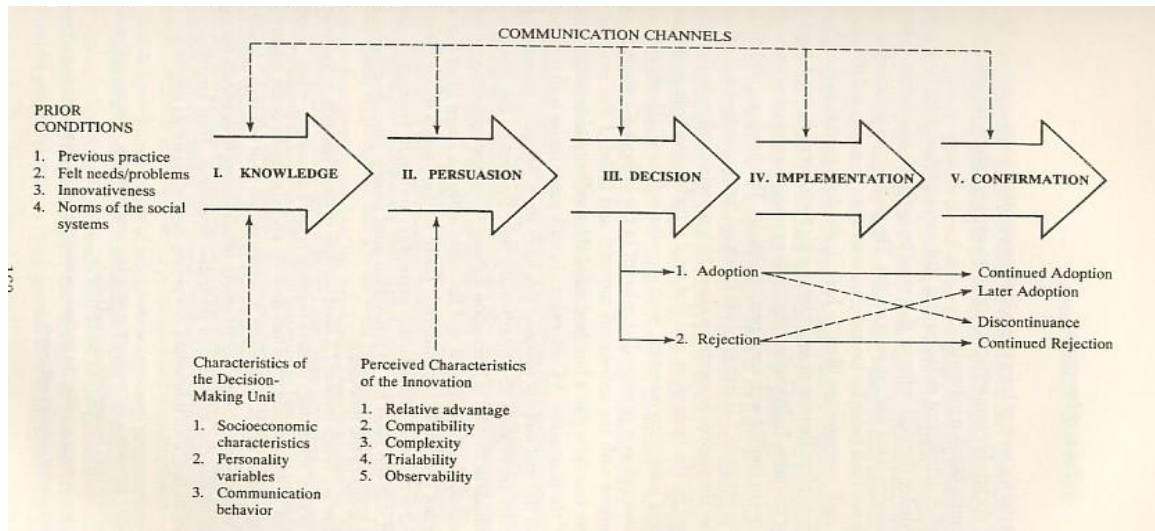 COMMUNICATION CHANNELS
PRIOR
CONDITIONS
1. Previous practice
2. Felt needs/problems
3. Innovativeness
4. Norms of the social
systems
I. KNOWLEDGE
II. PERSUASION
III. DECISION
IV. IMPLEMENTATION
V. CONFIRMATION
1. Adoption
2. Rejection
Continued Adoption
Later Adoption
Discontinuance
Continued Rejection
Characteristics of
the Decision-
Making Unit
1. Socioeconomic
characteristics
2. Personality
variables
3. Communication
behavior
Perceived Characteristics
of the Innovation
1. Relative advantage
2. Compatibility
3. Complexity
4. Trialability
5. Observability